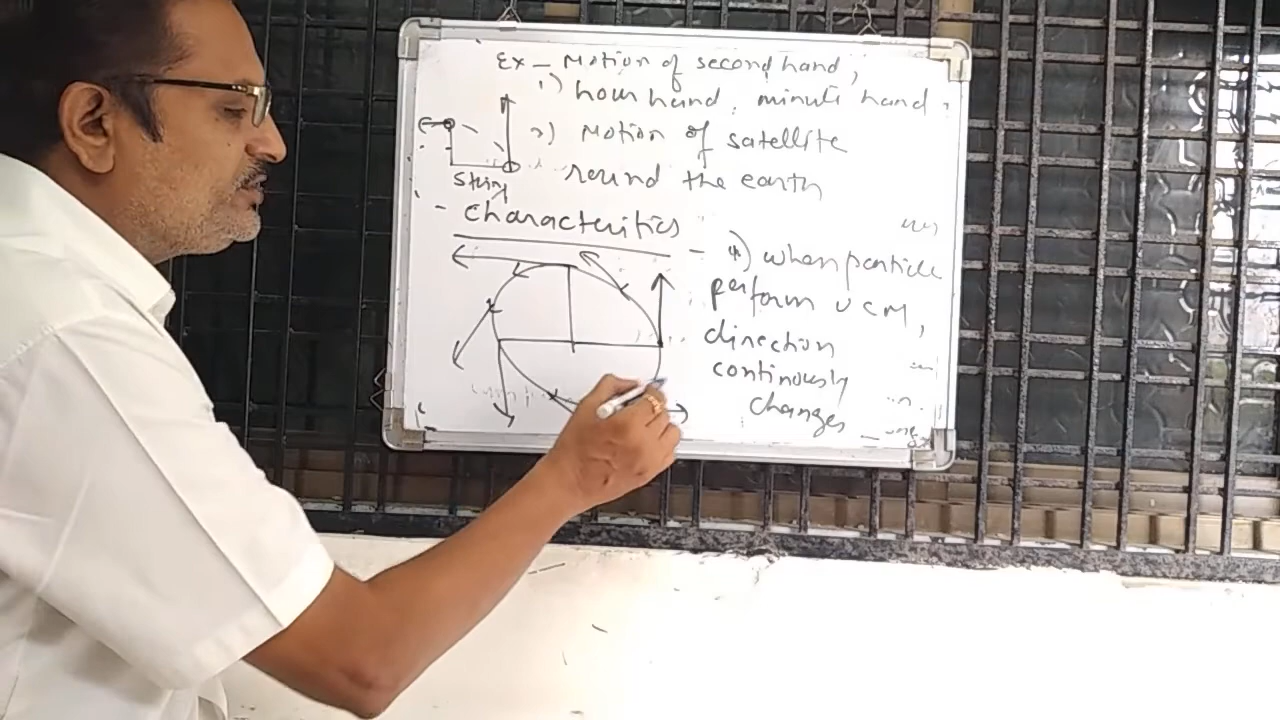 Ex - Motion of second hand,
1) hour hand, minute hand.
2) Motion of satellite
round the earth
String
- Characteritics
- *) when particle
perform UCM,
direction
continously
changes